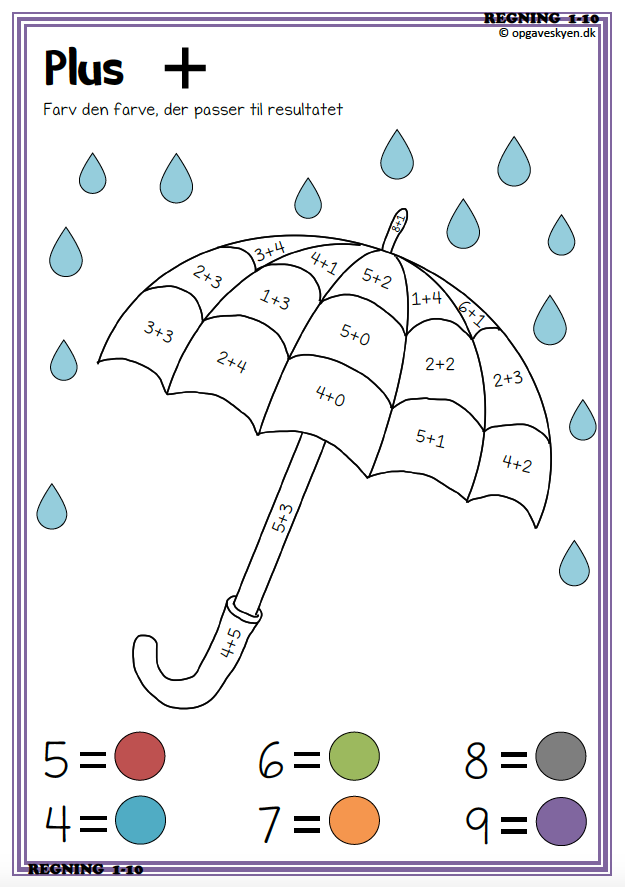 REGNING 1-10
© opgaveskyen.dk
Plus +
Farv den farve, der passer til resultatet
8+1
3+4
4+1
2+3
5+2
1+3
1+4
6+1
3+3
5+0
2+4
2+2
2+3
4+0
5+1
4+2
5+3
4+5
5 = 6 = 8 =
4 = 7 = 9 =
REGNING 1-10